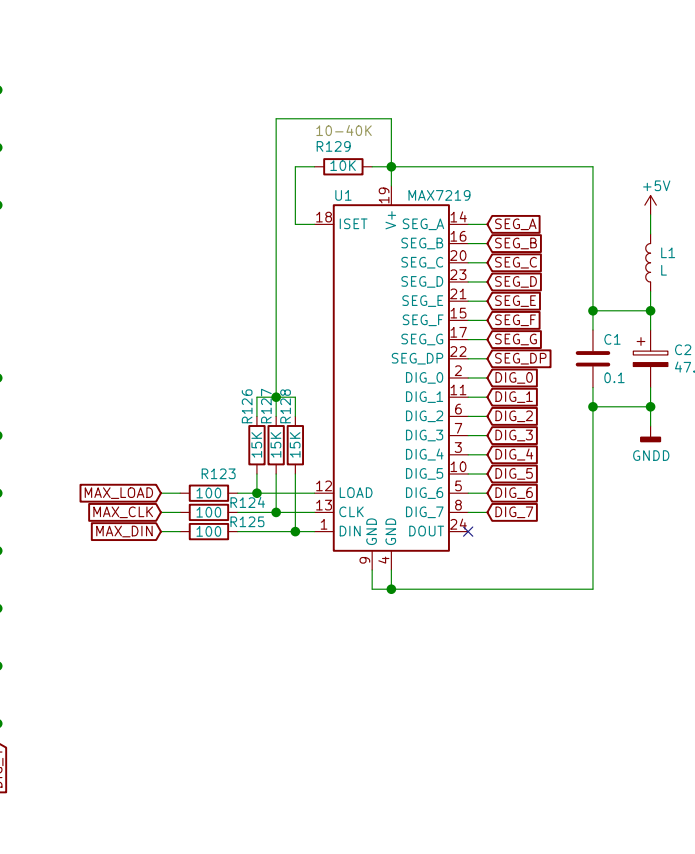 10-40K
R129
10K
+5V
U1
19
MAX7219
18
ISET
V+
SEG_A
14
SEG_A
SEG_B
16
SEG_B
SEG_C
20
SEG_C
SEG_D
23
SEG_D
SEG_E
21
SEG_E
SEG_F
15
SEG_F
SEG_G
17
SEG_G
SEG_DP
22
SEG_DP
DIG_0
2
DIG_0
DIG_1
11
DIG_1
DIG_2
6
DIG_2
DIG_3
7
DIG_3
DIG_4
3
DIG_4
DIG_5
10
DIG_5
DIG_6
5
DIG_6
DIG_7
8
DIG_7
DOUT
24
L1
L
C1
0.1
+
C2
47.
GNDD
R126
R127
R128
15K
15K
15K
R123
MAX_LOAD
100
12
LOAD
R124
MAX_CLK
100
13
CLK
R125
MAX_DIN
100
1
DIN
GND
GND
9
4